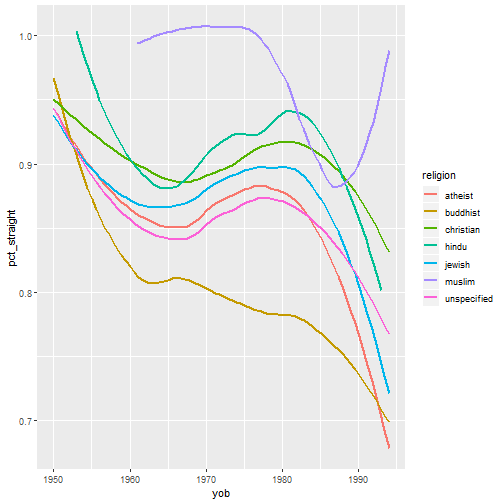 1.0
0.9
0.8
0.7
pct_straight
1950
1960
1970
1980
1990
yob
religion
atheist
buddhist
christian
hindu
jewish
muslim
unspecified